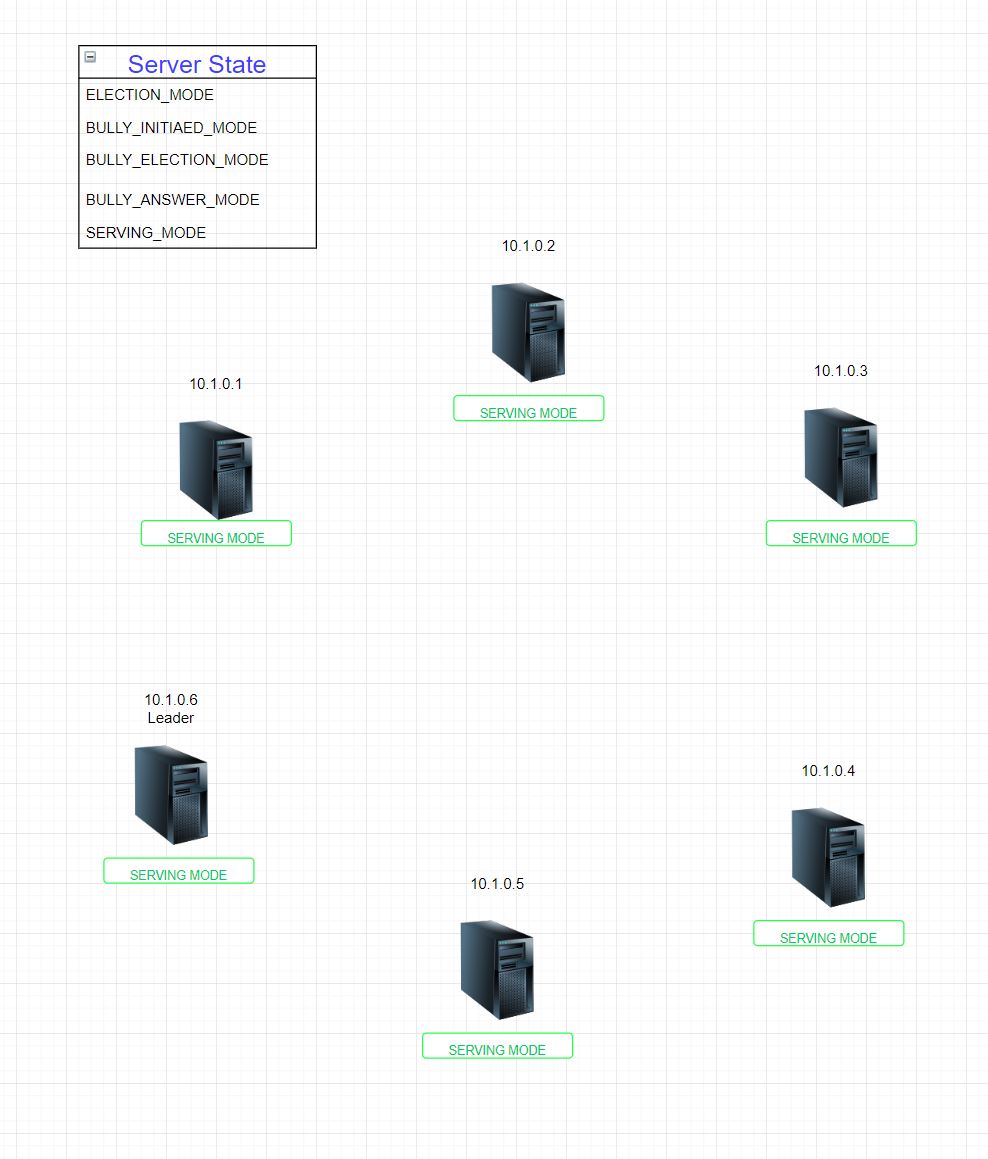 Server State
ELECTION_MODE
BULLY_INITIAED_MODE
BULLY_ELECTION_MODE
BULLY_ANSWER_MODE
SERVING_MODE
10.1.0.2
SERVING MODE
10.1.0.1
SERVING MODE
10.1.0.3
SERVING MODE
10.1.0.6
Leader
SERVING MODE
10.1.0.4
SERVING MODE
10.1.0.5
SERVING MODE